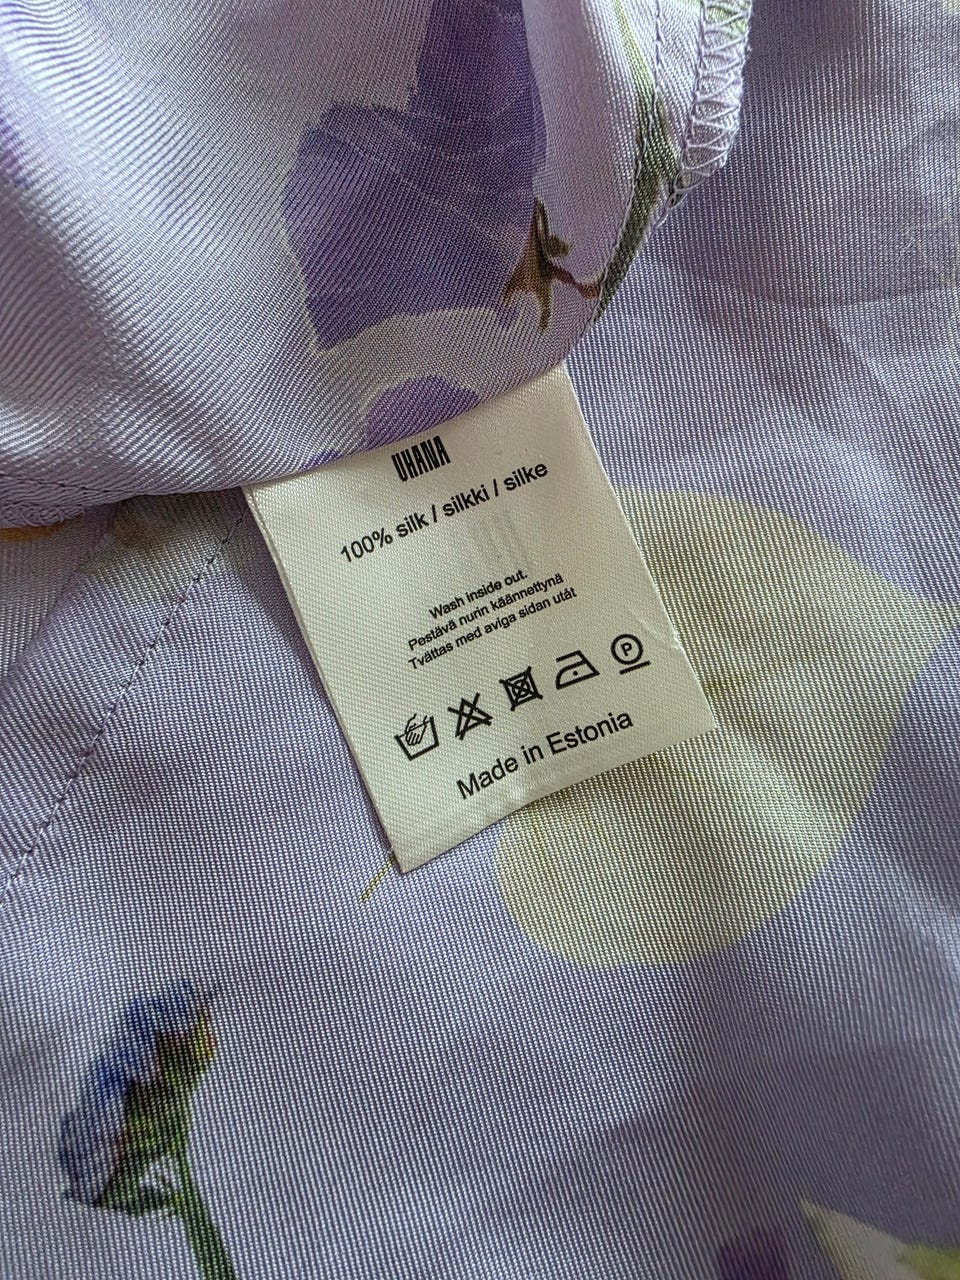 UHANA
100% silk / silkki / silke
Wash inside out.
Pestävä nurin käännettynä
Tvättas med aviga sidan utåt
P
Made in Estonia